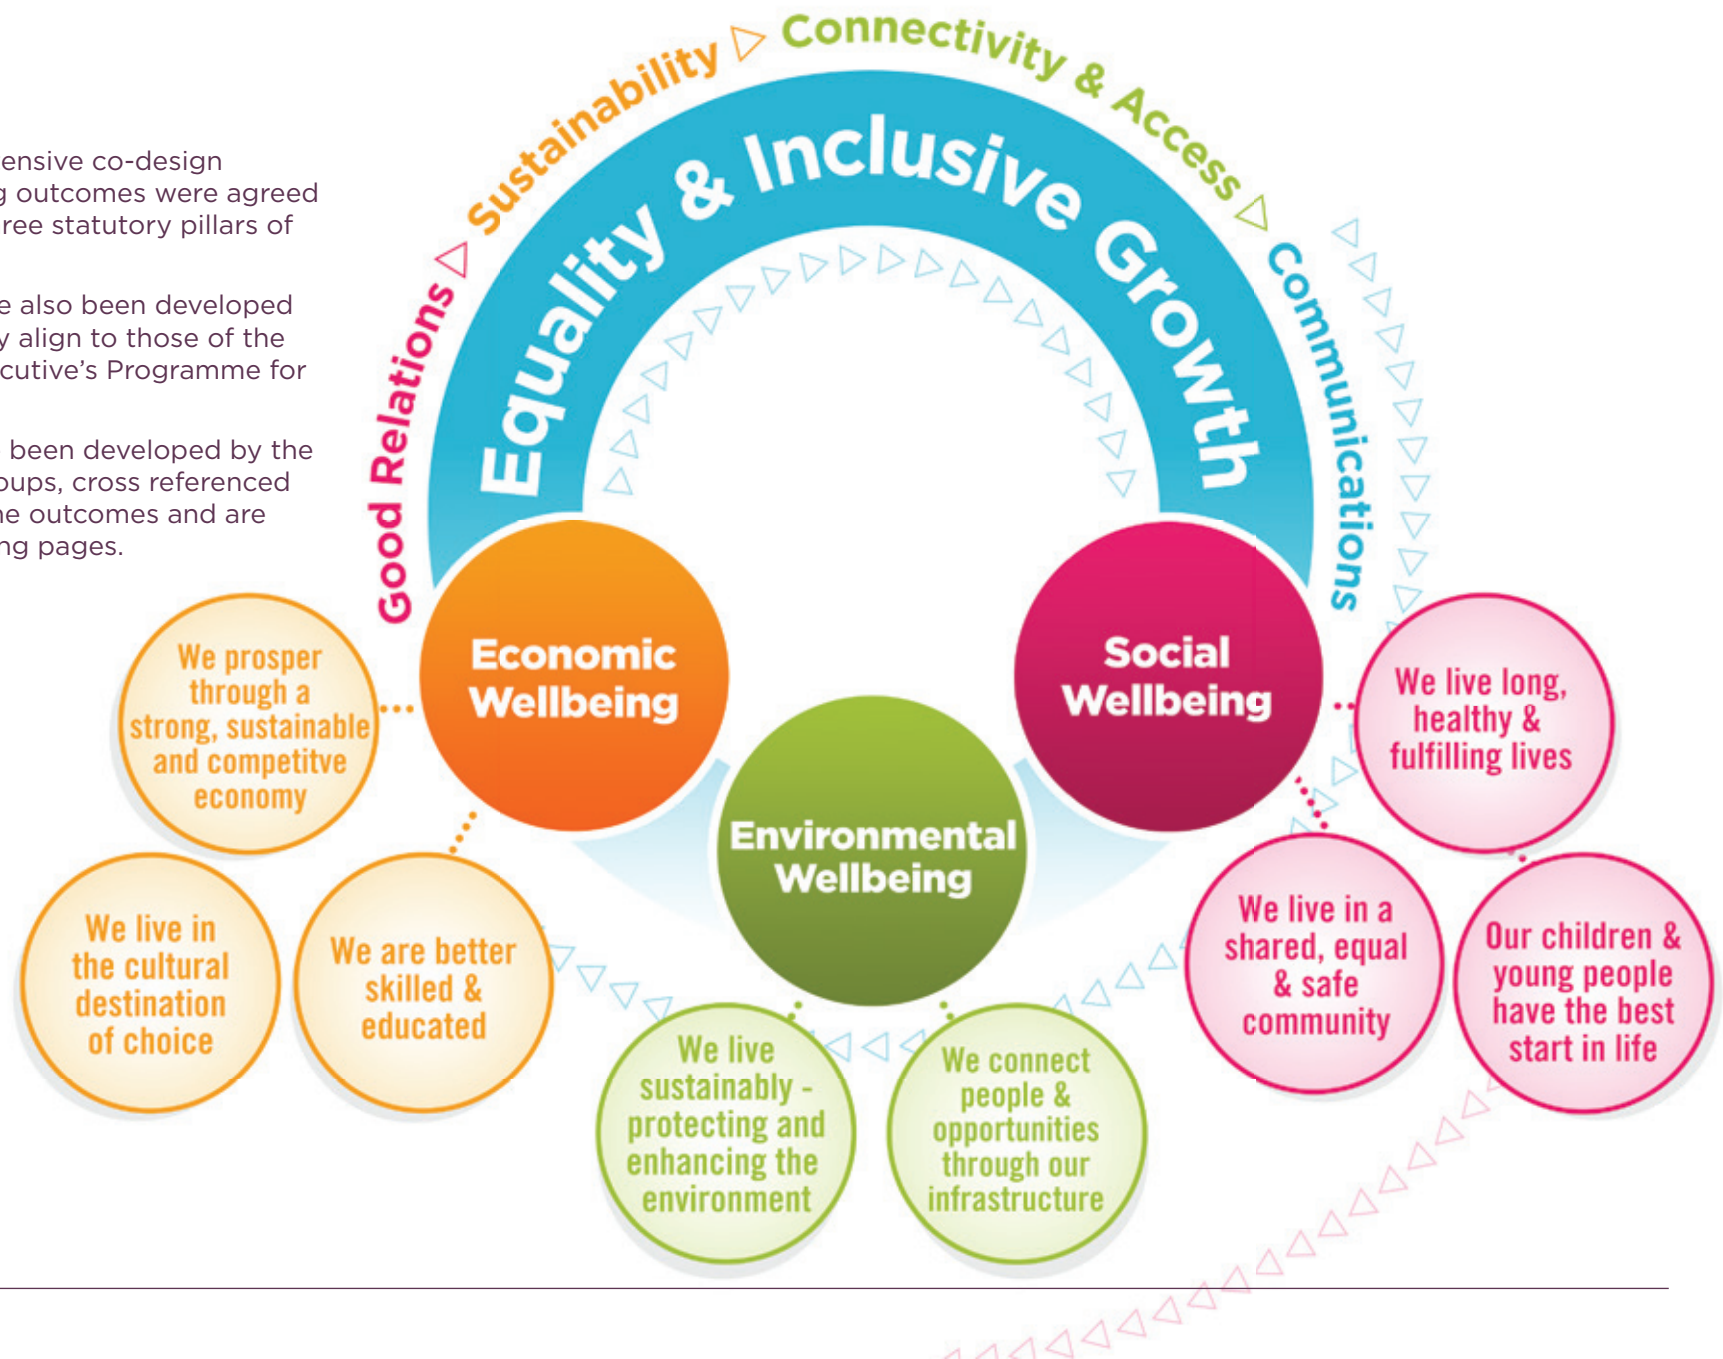 ensive co-design
g outcomes were agreed
ree statutory pillars of
e also been developed
y align to those of the
cutive's Programme for
been developed by the
oups, cross referenced
ne outcomes and are
ng pages.
Good Relations
Sustainability
Connectivity & Access
Communications
Equality & Inclusive Growth
Economic
Wellbeing
Environmental
Wellbeing
Social
Wellbeing
We prosper
through a
strong, sustainable
and competitve
economy
We live in
the cultural
destination
of choice
We are better
skilled &
educated
We live
sustainably -
protecting and
enhancing the
environment
We connect
people &
opportunities
through our
infrastructure
We live in a
shared, equal
& safe
community
We live long,
healthy &
fulfilling lives
Our children &
young people
have the best
start in life